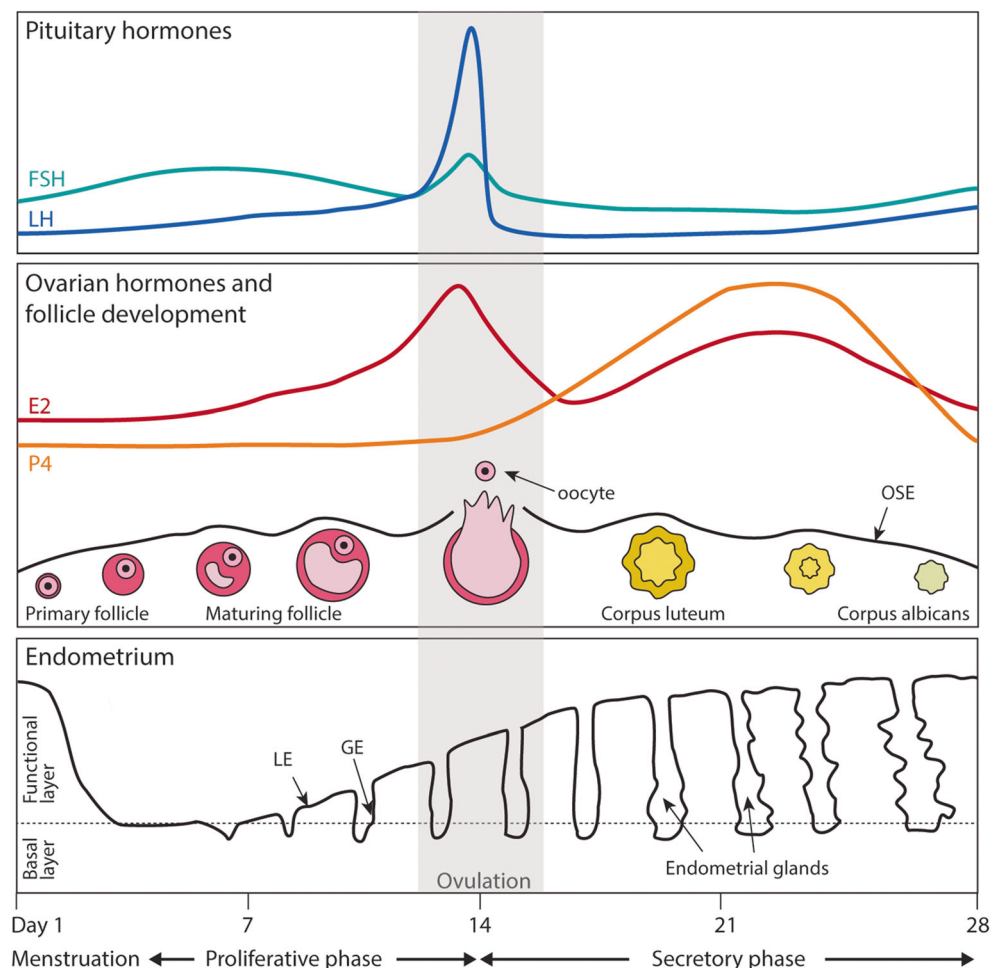 Pituitary hormones
FSH
LH
Ovarian hormones and
follicle development
E2
P4
oocyte
OSE
Primary follicle
Maturing follicle
Corpus luteum
Corpus albicans
Endometrium
Functional
layer
Basal
layer
LE
GE
Endometrial glands
Ovulation
Day 1 7 14 21 28
Menstruation Proliferative phase Secretory phase